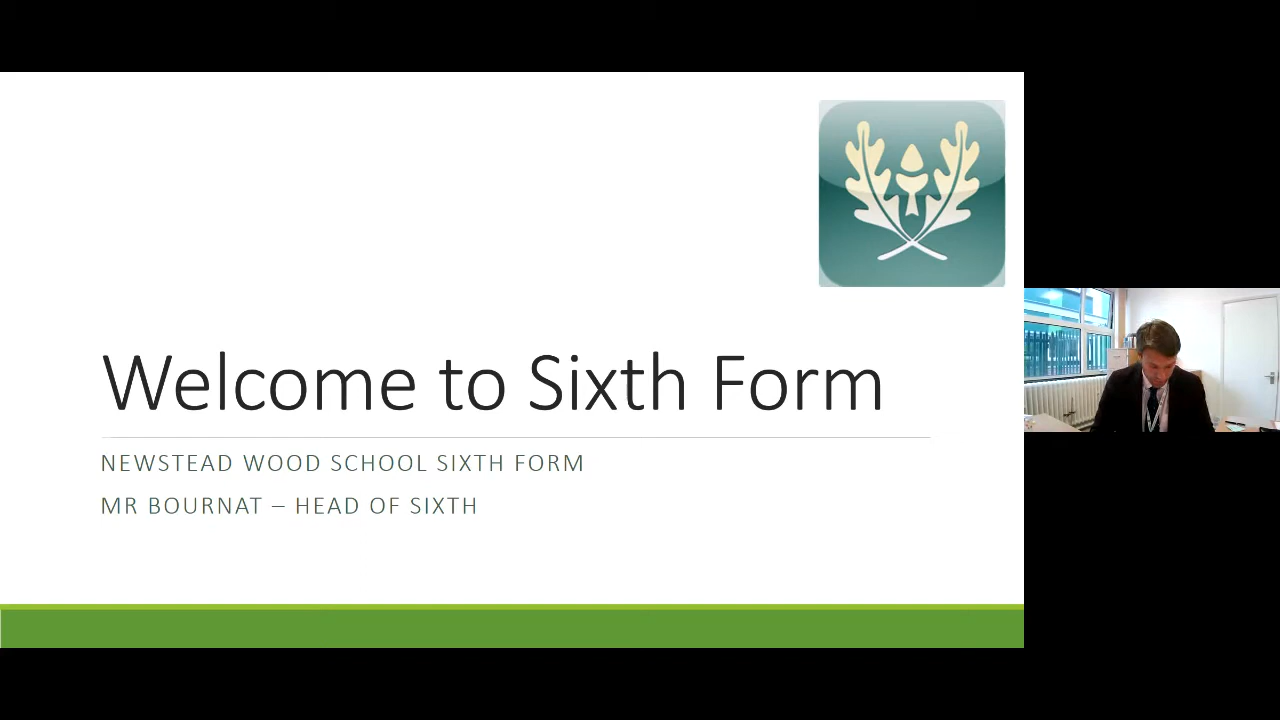 Welcome to Sixth Form
NEWSTEAD WOOD SCHOOL SIXTH FORM
MR BOURNAT – HEAD OF SIXTH